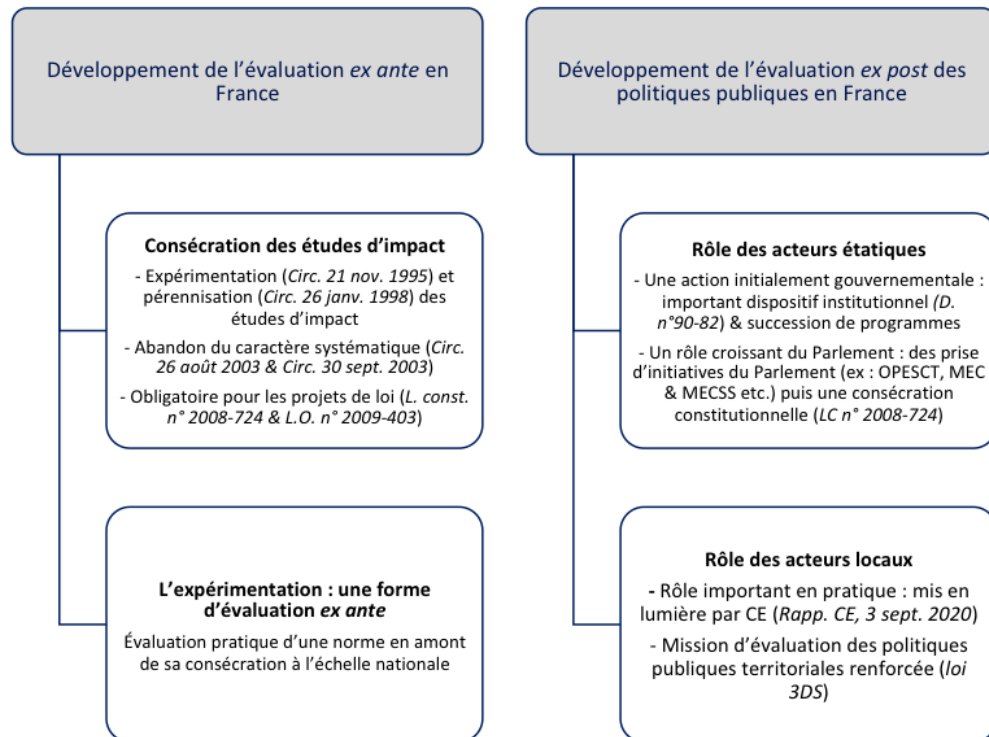 Développement de l’évaluation ex ante en
France
Consécration des études d’impact
- Expérimentation (Circ. 21 nov. 1995) et
pérennisation (Circ. 26 janv. 1998) des
études d’impact
- Abandon du caractère systématique (Circ.
26 août 2003 & Circ. 30 sept. 2003)
- Obligatoire pour les projets de loi (L. const.
n° 2008-724 & L.O. n° 2009-403)
L’expérimentation : une forme
d’évaluation ex ante
Évaluation pratique d’une norme en amont
de sa consécration à l’échelle nationale
Développement de l’évaluation ex post des
politiques publiques en France
Rôle des acteurs étatiques
- Une action initialement gouvernementale :
important dispositif institutionnel (D.
n°90-82) & succession de programmes
- Un rôle croissant du Parlement : des prise
d’initiatives du Parlement (ex : OPESCT, MEC
& MECSS etc.) puis une consécration
constitutionnelle (LC n° 2008-724)
Rôle des acteurs locaux
- Rôle important en pratique : mis en
lumière par CE (Rapp. CE, 3 sept. 2020)
- Mission d’évaluation des politiques
publiques territoriales renforcée (loi
3DS)